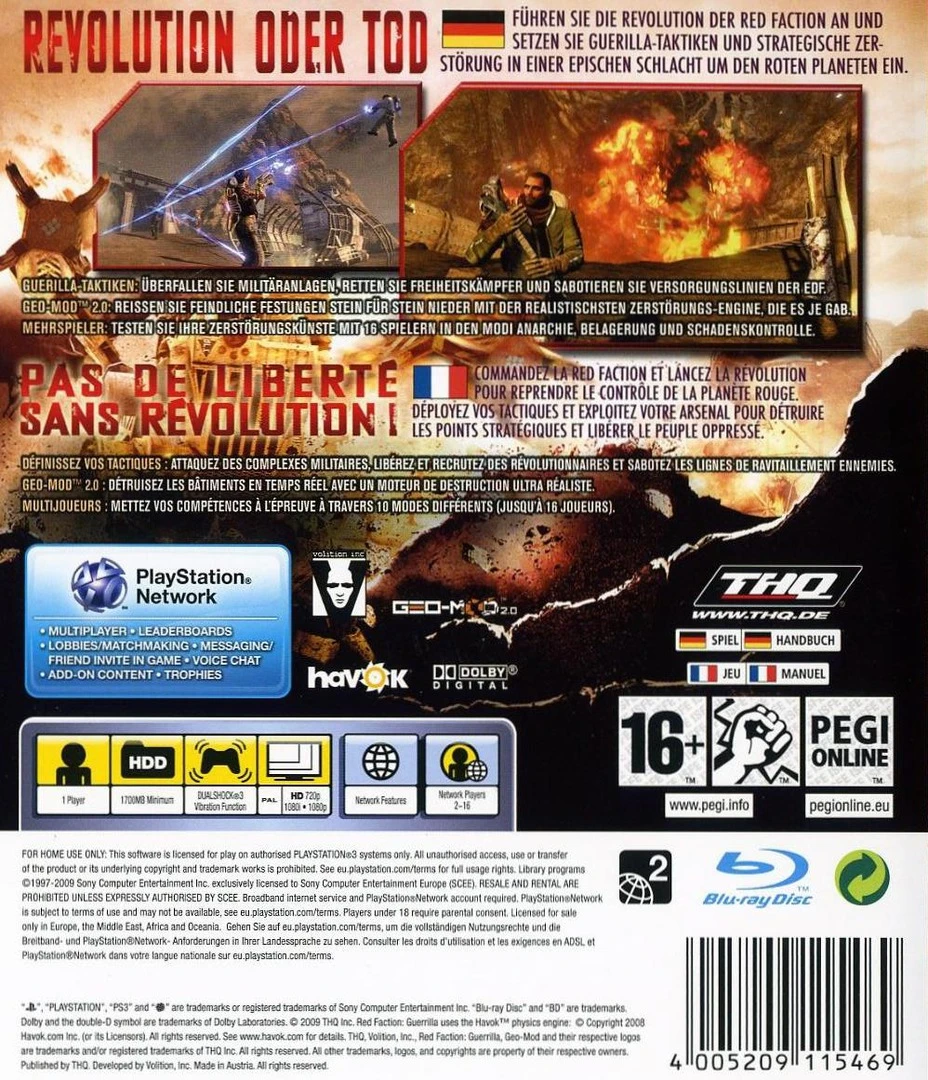 REVOLUTION ODER TOD
FÜHREN SIE DIE REVOLUTION DER RED FACTION AN UND
SETZEN SIE GUERILLA-TAKTIKEN UND STRATEGISCHE ZER-
STÖRUNG IN EINER EPISCHEN SCHLACHT UM DEN ROTEN PLANETEN EIN.
GUERILLA-TAKTIKEN: ÜBERFALLEN SIE MILITÄRANLAGEN, RETTEN SIE FREIHEITSKÄMPFER UND SABOTIEREN SIE VERSORGUNGSLINIEN DER EDF.
GEO-MOD™ 2.0: REISSEN SIE FEINDLICHE FESTUNGEN STEIN FÜR STEIN NIEDER MIT DER REALISTISCHSTEN ZERSTÖRUNGS-ENGINE, DIE ES JE GAB.
MEHRSPIELER: TESTEN SIE IHRE ZERSTÖRUNGSKÜNSTE MIT 16 SPIELERN IN DEN MODI ANARCHIE, BELAGERUNG UND SCHADENSKONTROLLE.
PAS DE LIBERTÉ
SANS RÉVOLUTION !
COMMANDEZ LA RED FACTION ET LANCEZ LA RÉVOLUTION
POUR REPRENDRE LE CONTRÔLE DE LA PLANÈTE ROUGE.
DÉPLOYEZ VOS TACTIQUES ET EXPLOITEZ VOTRE ARSENAL POUR DÉTRUIRE
LES POINTS STRATÉGIQUES ET LIBÉRER LE PEUPLE OPPRESSÉ.
DÉFINISSEZ VOS TACTIQUES : ATTAQUEZ DES COMPLEXES MILITAIRES, LIBÉREZ ET RECRUTEZ DES RÉVOLUTIONNAIRES ET SABOTEZ LES LIGNES DE RAVITAILLEMENT ENNEMIES.
GEO-MOD™ 2.0 : DÉTRUISEZ LES BÂTIMENTS EN TEMPS RÉEL AVEC UN MOTEUR DE DESTRUCTION ULTRA RÉALISTE.
MULTIJOUEURS : METTEZ VOS COMPÉTENCES À L'ÉPREUVE À TRAVERS 10 MODES DIFFÉRENTS (JUSQU'À 16 JOUEURS).
PlayStation®
Network
• MULTIPLAYER • LEADERBOARDS
• LOBBIES/MATCHMAKING • MESSAGING/
FRIEND INVITE IN GAME • VOICE CHAT
• ADD-ON CONTENT • TROPHIES
volition inc
GEO-MOD 2.0
havok
DOLBY®
DIGITAL
THQ
WWW.THQ.DE
SPIEL HANDBUCH
JEU MANUEL
HDD
1 Player
1700MB Minimum
DUALSHOCK®3
Vibration Function
PAL HD 720p
1080i • 1080p
Network Features
Network Players
2-16
16+ ™
™
PEGI
ONLINE
™
www.pegi.info
pegionline.eu
FOR HOME USE ONLY: This software is licensed for play on authorised PLAYSTATION®3 systems only. All unauthorised access, use or transfer
of the product or its underlying copyright and trademark works is prohibited. See eu.playstation.com/terms for full usage rights. Library programs
©1997-2009 Sony Computer Entertainment Inc. exclusively licensed to Sony Computer Entertainment Europe (SCEE). RESALE AND RENTAL ARE
PROHIBITED UNLESS EXPRESSLY AUTHORISED BY SCEE. Broadband internet service and PlayStation®Network account required. PlayStation®Network
is subject to terms of use and may not be available, see eu.playstation.com/terms. Players under 18 require parental consent. Licensed for sale
only in Europe, the Middle East, Africa and Oceania. Gehen Sie auf eu.playstation.com/terms, um die vollständigen Nutzungsrechte und die
Breitband- und PlayStation®Network- Anforderungen in Ihrer Landessprache zu sehen. Consulter les droits d'utilisation et les exigences en ADSL et
PlayStation®Network dans votre langue nationale sur eu.playstation.com/terms.
2
Blu-ray Disc™
", "PLAYSTATION", "PS3" and " " are trademarks or registered trademarks of Sony Computer Entertainment Inc. "Blu-ray Disc" and "BD" are trademarks.
Dolby and the double-D symbol are trademarks of Dolby Laboratories. © 2009 THQ Inc. Red Faction: Guerrilla uses the Havok™ physics engine: © Copyright 2008
Havok.com Inc. (or its Licensors). All rights reserved. See www.havok.com for details. THQ, Volition, Inc., Red Faction: Guerrilla, Geo-Mod and their respective logos
are trademarks and/or registered trademarks of THQ Inc. All rights reserved. All other trademarks, logos, and copyrights are property of their respective owners.
Published by THQ. Developed by Volition, Inc. Made in Austria. All rights reserved.
4 005209 115469